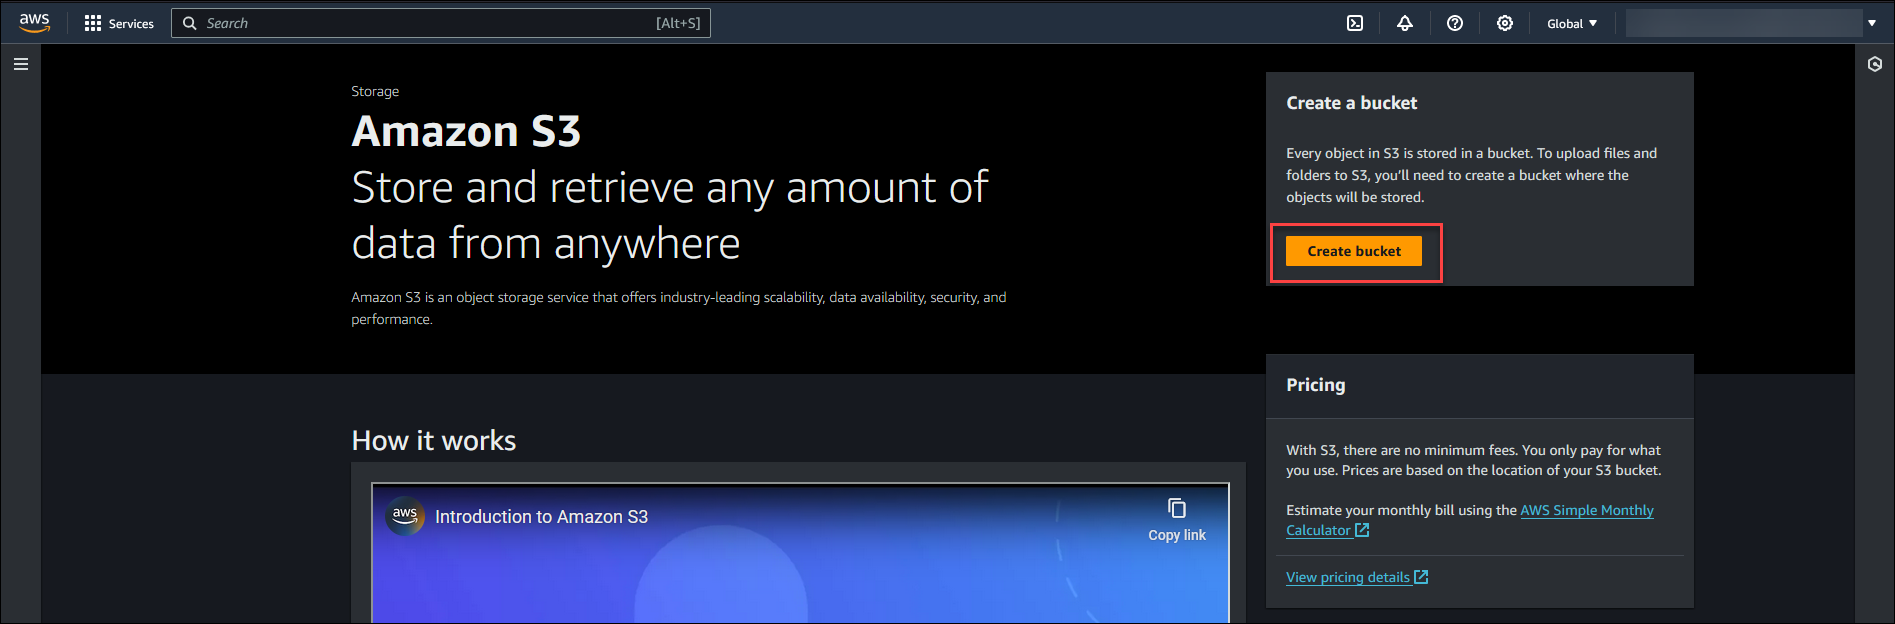 aws
Services
Search
[Alt+S]
Global
Storage
Amazon S3
Store and retrieve any amount of
data from anywhere
Amazon S3 is an object storage service that offers industry-leading scalability, data availability, security, and
performance.
Create a bucket
Every object in S3 is stored in a bucket. To upload files and
folders to S3, you’ll need to create a bucket where the
objects will be stored.
Create bucket
Pricing
With S3, there are no minimum fees. You only pay for what
you use. Prices are based on the location of your S3 bucket.
Estimate your monthly bill using the AWS Simple Monthly
Calculator
View pricing details
How it works
aws
Introduction to Amazon S3
Copy link